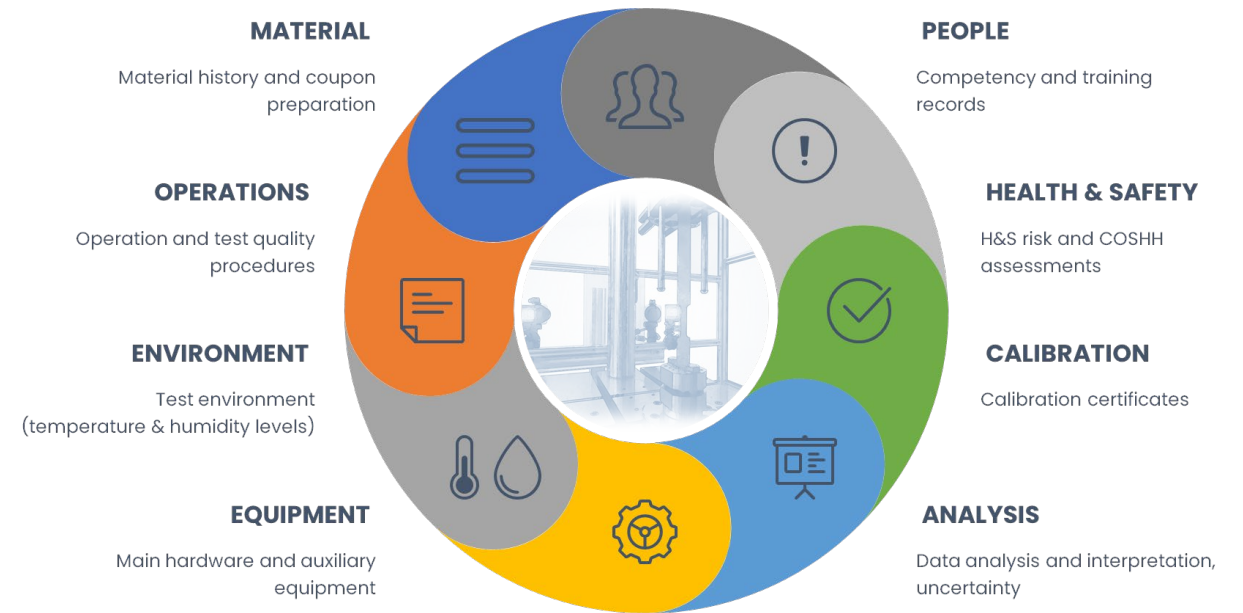 MATERIAL
Material history and coupon
preparation
OPERATIONS
Operation and test quality
procedures
ENVIRONMENT
Test environment
(temperature & humidity levels)
EQUIPMENT
Main hardware and auxiliary
equipment
PEOPLE
Competency and training
records
HEALTH & SAFETY
H&S risk and COSHH
assessments
CALIBRATION
Calibration certificates
ANALYSIS
Data analysis and interpretation,
uncertainty